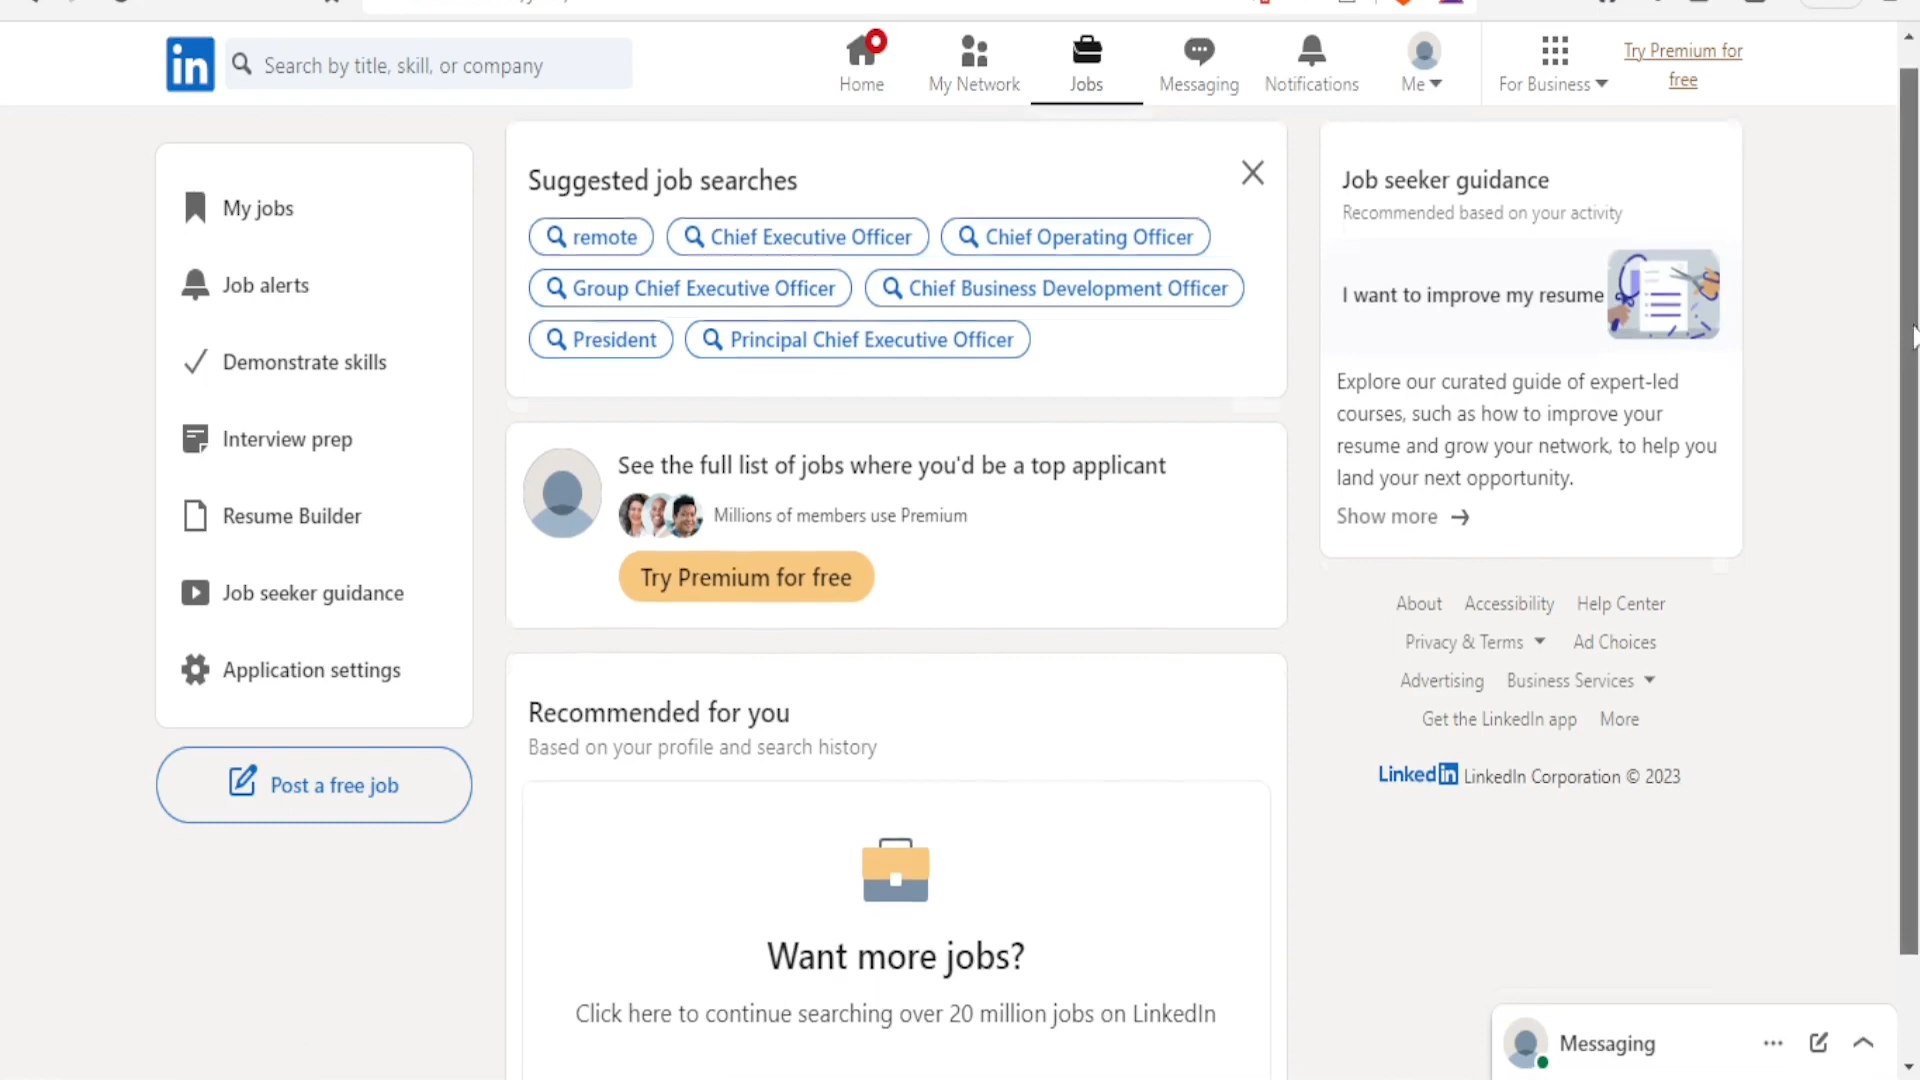 in
Search by title, skill, or company
Home
My Network
Jobs
Messaging
Notifications
Me
For Business
Try Premium for
free
My jobs
Job alerts
Demonstrate skills
Interview prep
Resume Builder
Job seeker guidance
Application settings
Post a free job
Suggested job searches
remote
Chief Executive Officer
Chief Operating Officer
Group Chief Executive Officer
Chief Business Development Officer
President
Principal Chief Executive Officer
See the full list of jobs where you'd be a top applicant
Millions of members use Premium
Try Premium for free
Recommended for you
Based on your profile and search history
Want more jobs?
Click here to continue searching over 20 million jobs on LinkedIn
Job seeker guidance
Recommended based on your activity
I want to improve my resume
Explore our curated guide of expert-led
courses, such as how to improve your
resume and grow your network, to help you
land your next opportunity.
Show more
About Accessibility Help Center
Privacy & Terms Ad Choices
Advertising Business Services
Get the LinkedIn app More
LinkedIn LinkedIn Corporation © 2023
Messaging